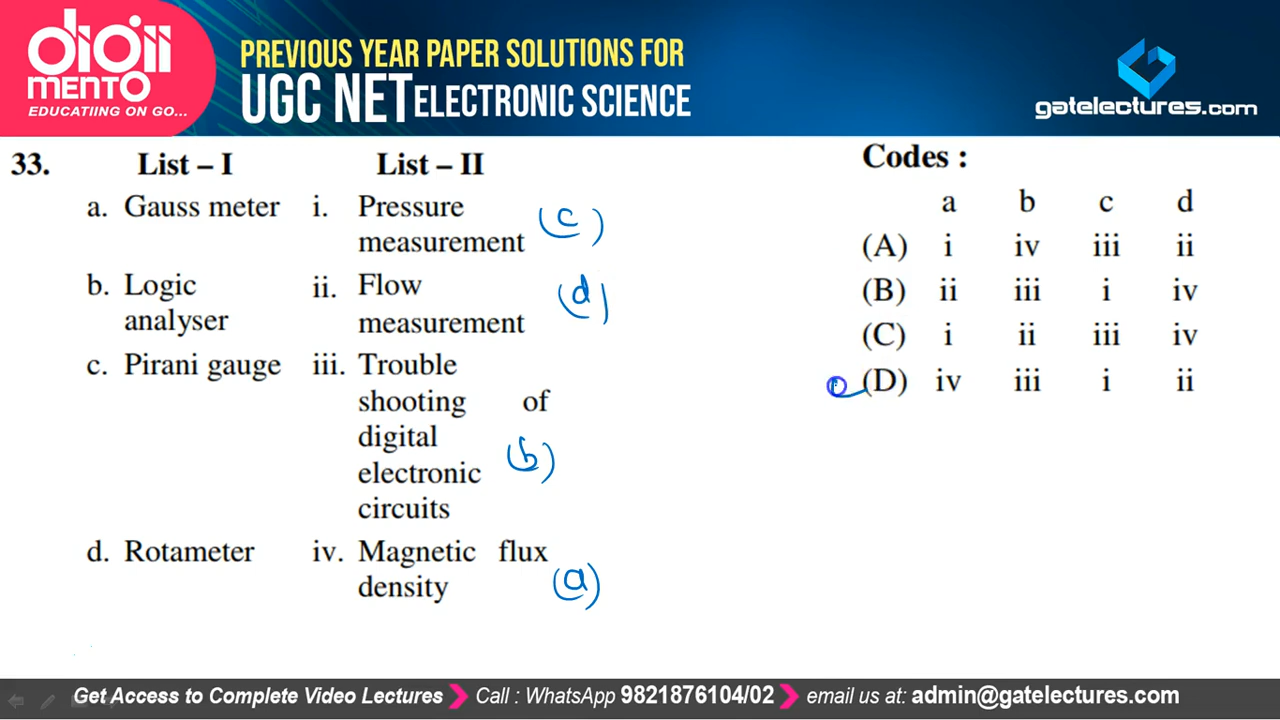 digii
MENTO
EDUCATIING ON GO...
PREVIOUS YEAR PAPER SOLUTIONS FOR
UGC NET ELECTRONIC SCIENCE
gatelectures.com
33. List – I List – II
a. Gauss meter i. Pressure
measurement (c)
b. Logic ii. Flow
analyser measurement (d)
c. Pirani gauge iii. Trouble
shooting of
digital
electronic (b)
circuits
d. Rotameter iv. Magnetic flux
density (a)
Codes :
a b c d
(A) i iv iii ii
(B) ii iii i iv
(C) i ii iii iv
(D) iv iii i ii
Get Access to Complete Video Lectures Call : WhatsApp 9821876104/02 email us at: admin@gatelectures.com